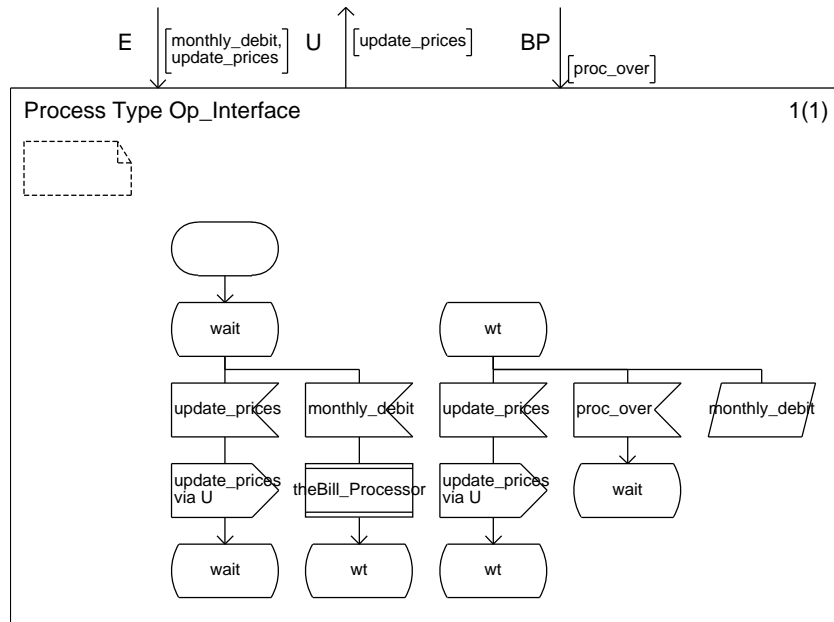 E
[monthly_debit,
update_prices]
U
[update_prices]
BP
[proc_over]
Process Type Op_Interface
1(1)
wait
wt
update_prices
monthly_debit
update_prices
proc_over
monthly_debit
update_prices
via U
theBill_Processor
update_prices
via U
wait
wait
wt
wt